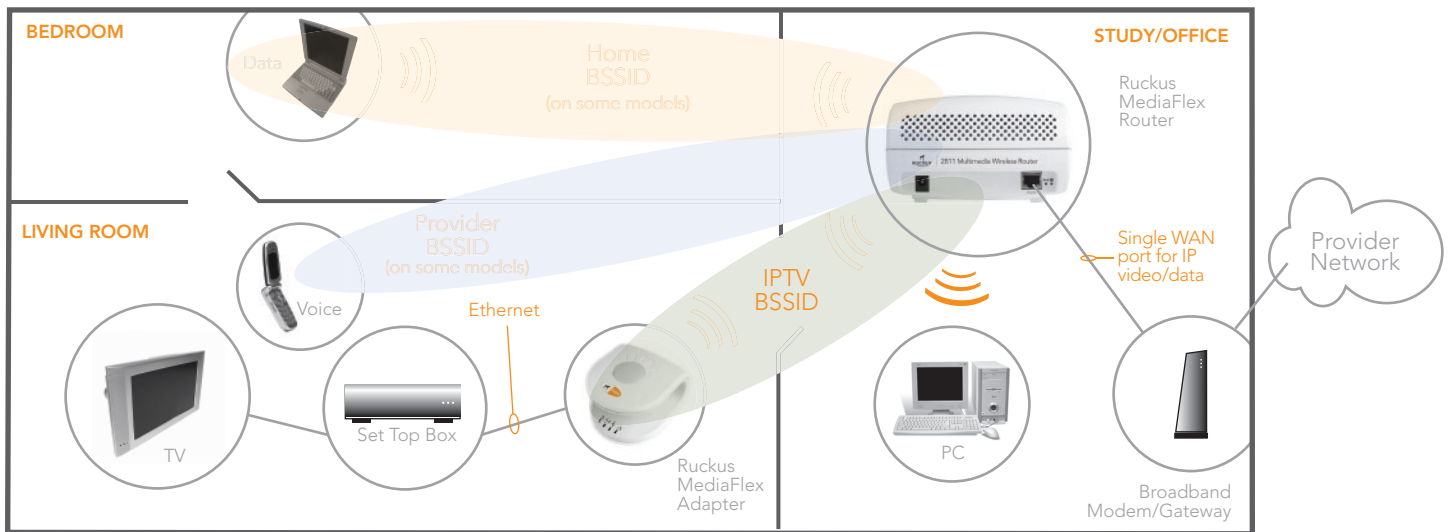 BEDROOM
Data
Home
BSSID
(on some models)
STUDY/OFFICE
Ruckus
MediaFlex
Router
2811 Multimedia Wireless Router
LIVING ROOM
Provider
BSSID
(on some models)
Voice
Ethernet
IPTV
BSSID
Single WAN
port for IP
video/data
Provider
Network
TV
Set Top Box
Ruckus
MediaFlex
Adapter
PC
Broadband
Modem/Gateway